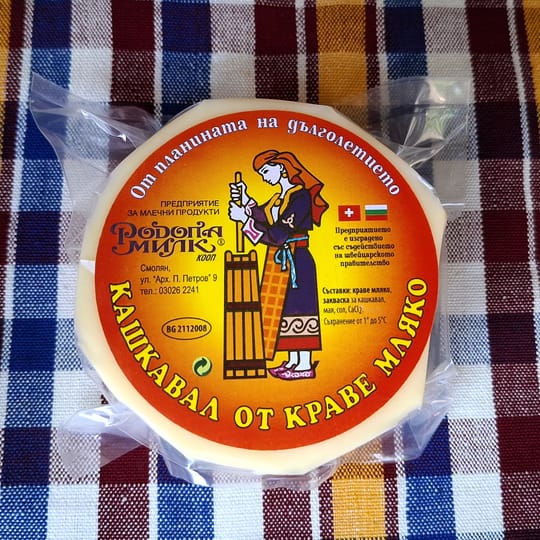 От планината на дълголетието
ПРЕДПРИЯТИЕ
ЗА МЛЕЧНИ ПРОДУКТИ
РОДОПА
МИЛК ®
КООП
Смолян,
ул. "Арх. П. Петров" 9
тел.: 03026 2241
BG 2112008
Предприятието
е изградено
със съдействието
на швейцарското
правителство
Съставки: краве мляко,
закваска за кашкавал,
мая, сол, CaCl2.
Съхранение от 1° до 5°C
КАШКАВАЛ ОТ КРАВЕ МЛЯКО